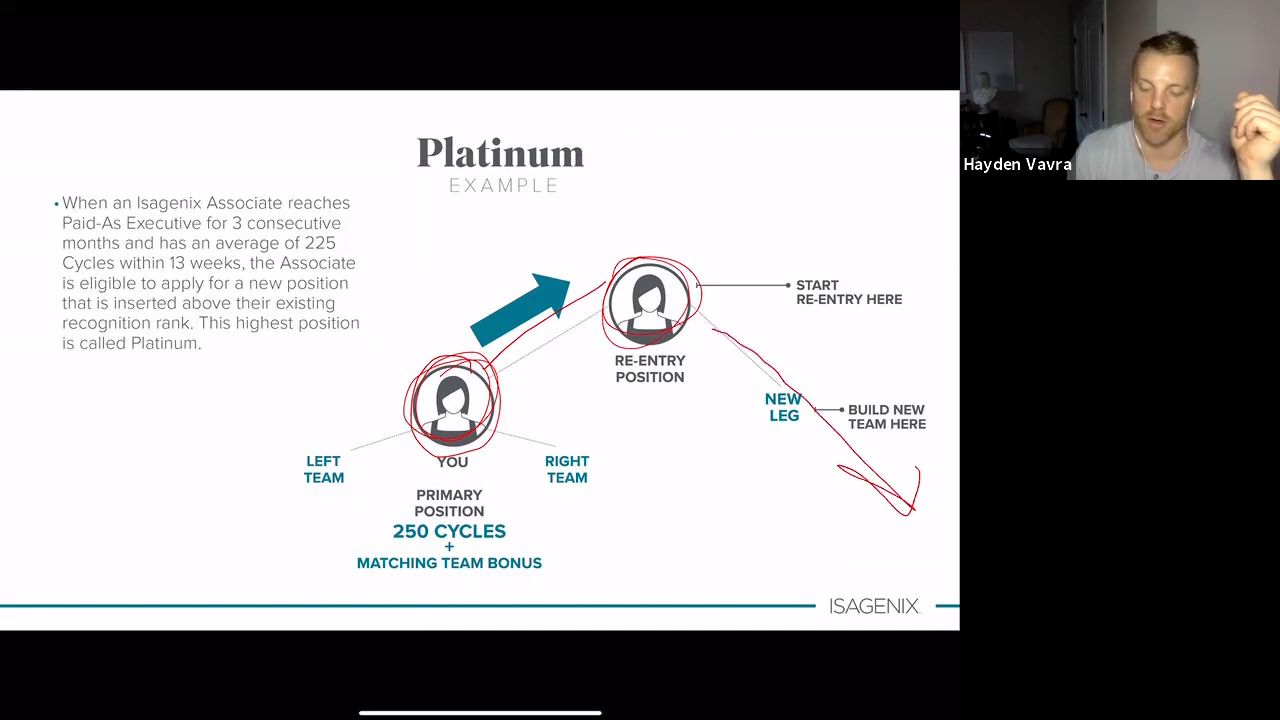 Hayden Vavra
Platinum
EXAMPLE
• When an Isagenix Associate reaches
Paid-As Executive for 3 consecutive
months and has an average of 225
Cycles within 13 weeks, the Associate
is eligible to apply for a new position
that is inserted above their existing
recognition rank. This highest position
is called Platinum.
START
RE-ENTRY HERE
RE-ENTRY
POSITION
NEW
LEG
BUILD NEW
TEAM HERE
LEFT
TEAM
YOU
RIGHT
TEAM
PRIMARY
POSITION
250 CYCLES
+
MATCHING TEAM BONUS
ISAGENIX